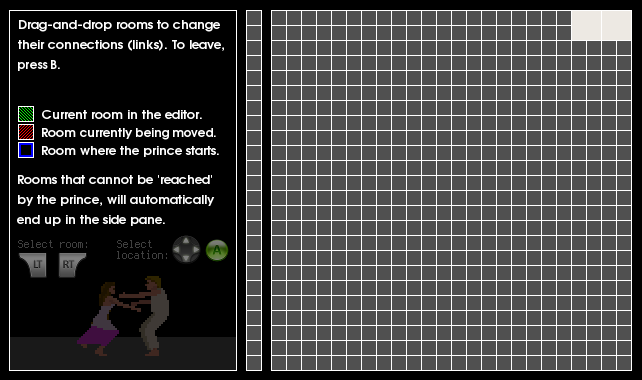 Drag-and-drop rooms to change
their connections (links). To leave,
press B.
Current room in the editor.
Room currently being moved.
Room where the prince starts.
Rooms that cannot be 'reached'
by the prince, will automatically
end up in the side pane.
Select room:
LT RT
Select
location:
A